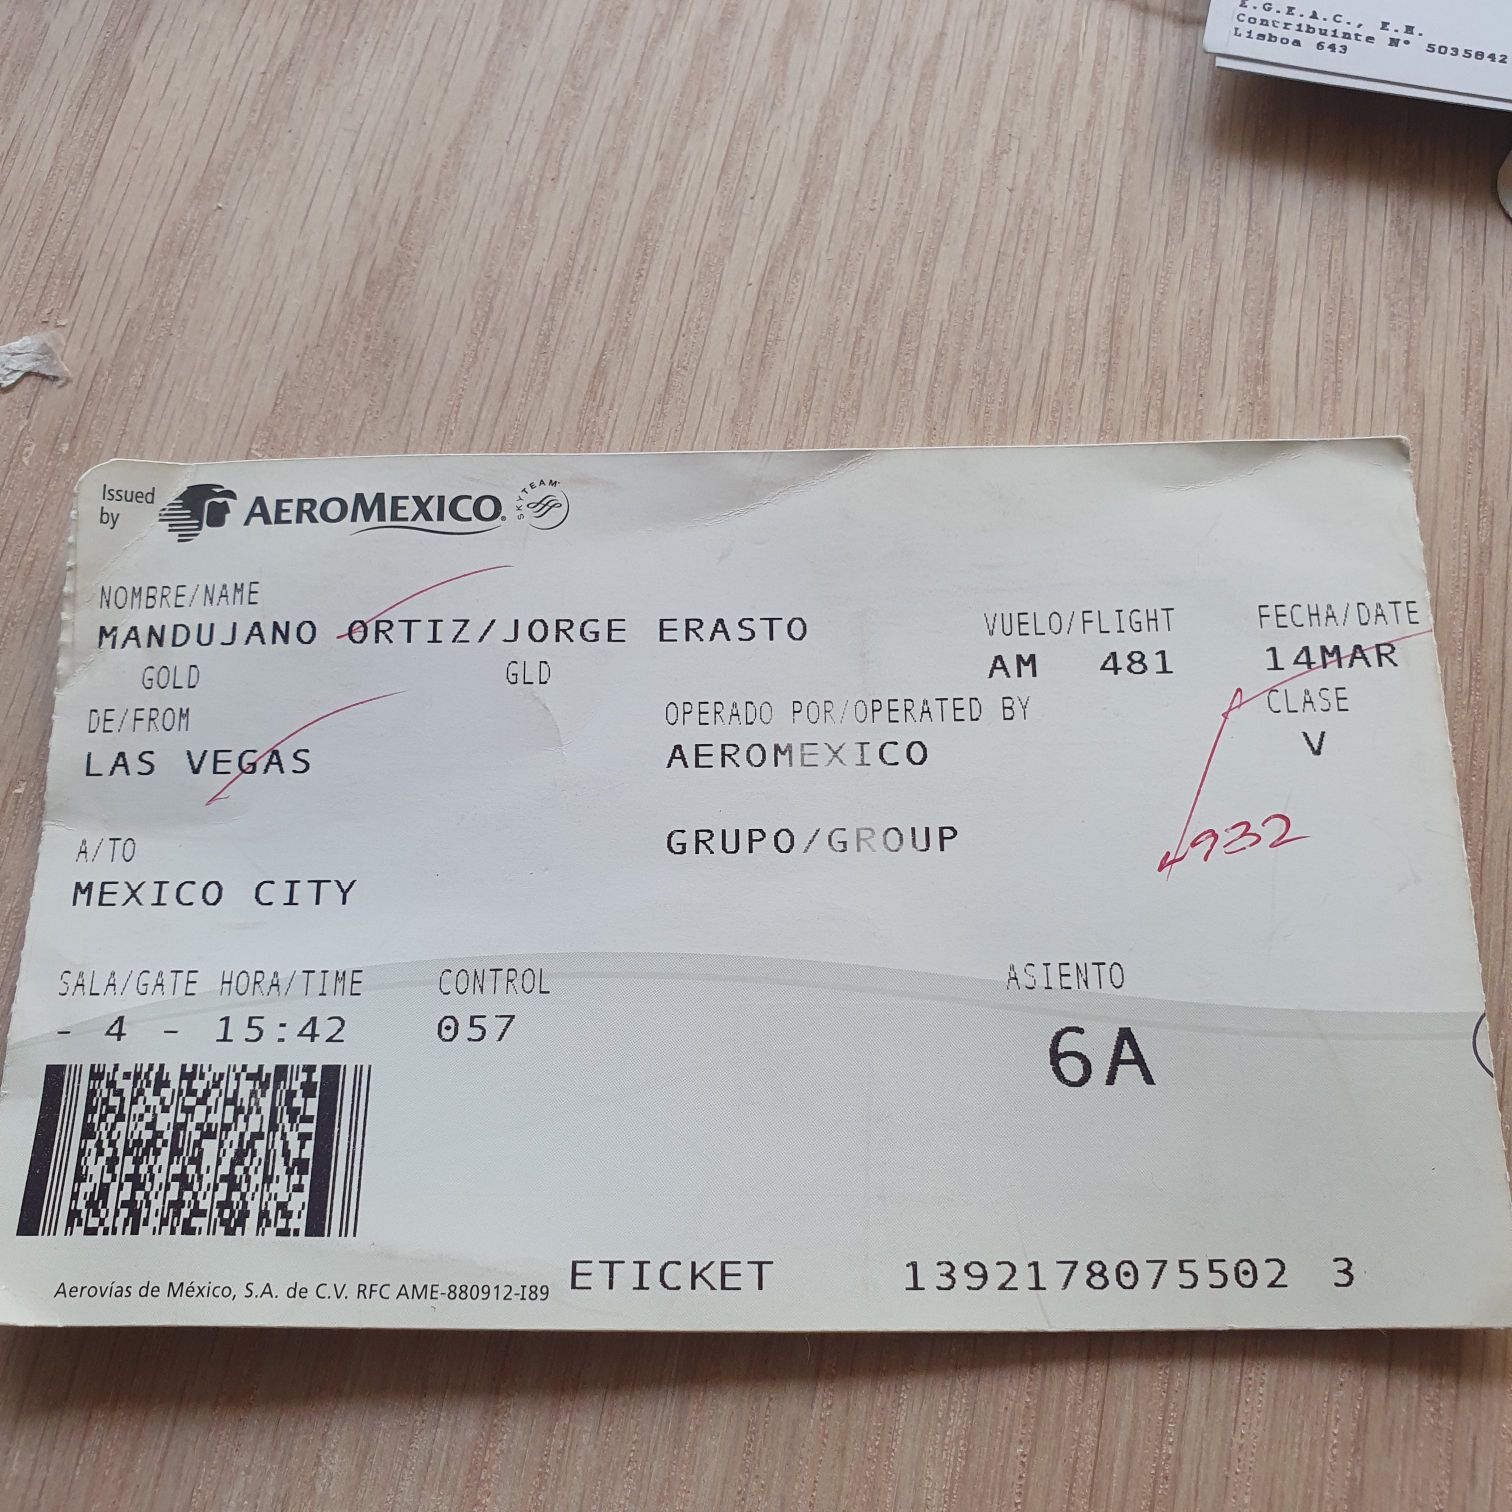 E.G.E.A.C., E.M.
Contribuinte Nº 5035842
Lisboa 643
Issued
by
AEROMEXICO.
SKYTEAM
NOMBRE/NAME
MANDUJANO ORTIZ/JORGE ERASTO
GOLD GLD
VUELO/FLIGHT FECHA/DATE
AM 481 14MAR
DE/FROM
LAS VEGAS
OPERADO POR/OPERATED BY
AEROMEXICO
CLASE
V
A/TO
MEXICO CITY
GRUPO/GROUP
932
SALA/GATE HORA/TIME CONTROL
- 4 - 15:42 057
ASIENTO
6A
Aerovías de México, S.A. de C.V. RFC AME-880912-I89
ETICKET 1392178075502 3